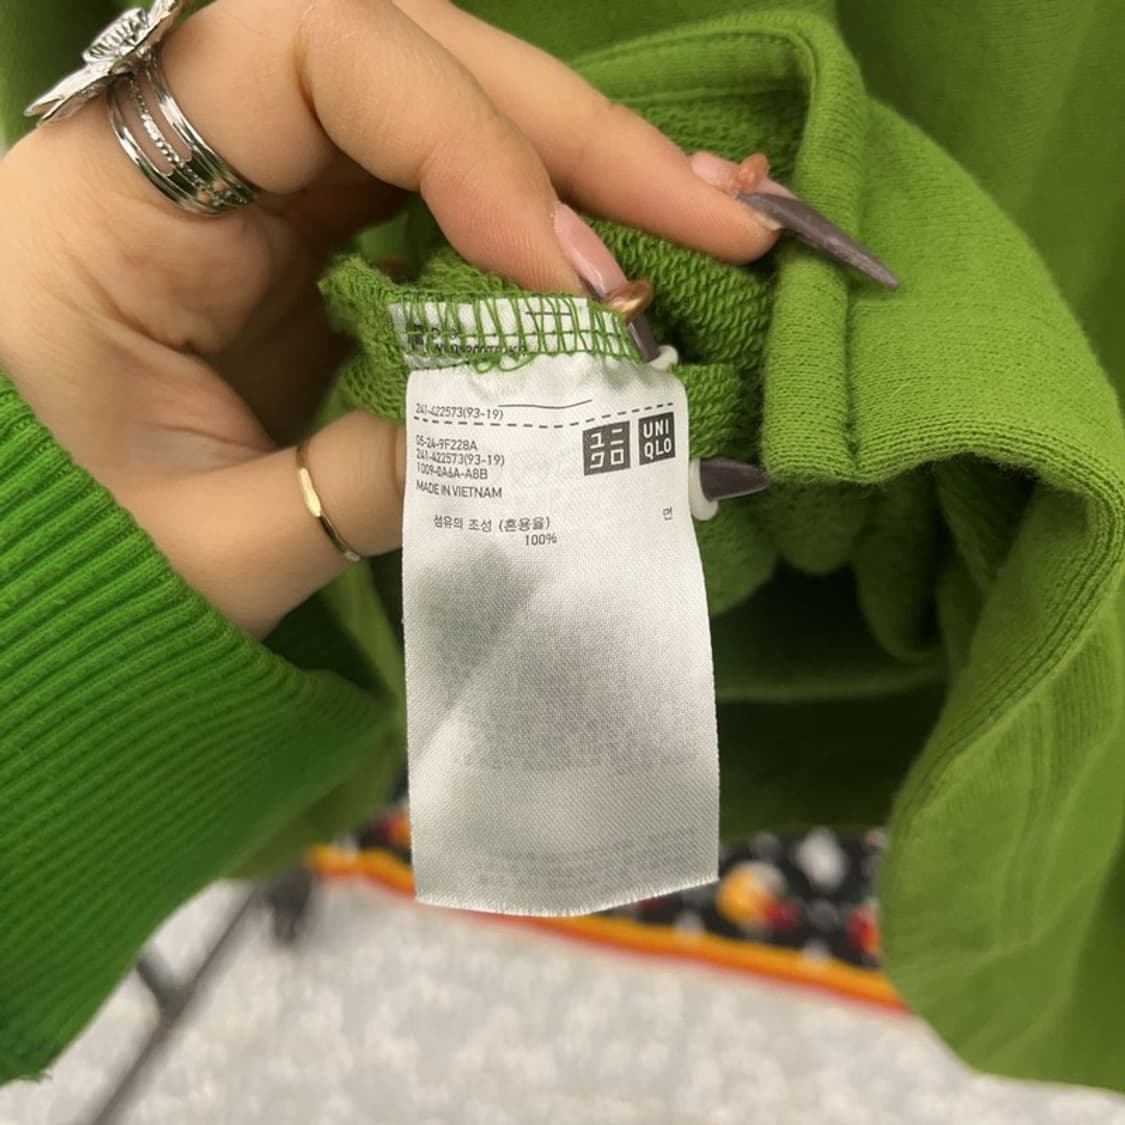 241-422573(93-19)
ユニ
クロ
UNI
QLO
05-24-9F228A
241-422573(93-19)
1009-0A6A-A8B
MADE IN VIETNAM
섬유의 조성 (혼용율)
면
100%